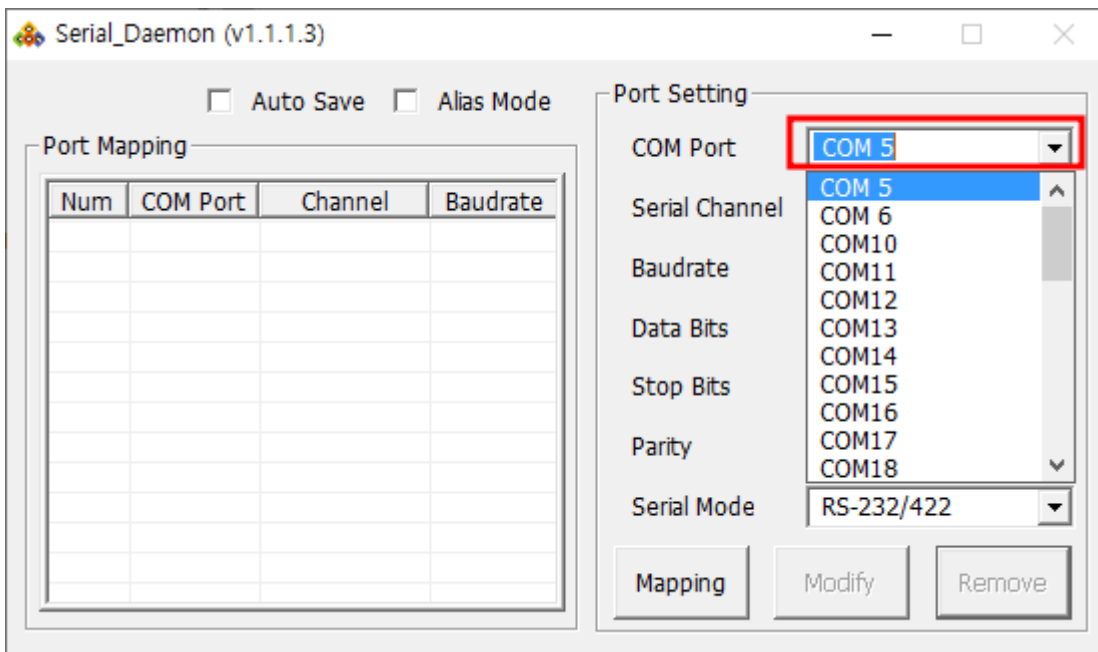 Serial_Daemon (v1.1.1.3)
Auto Save Alias Mode
Port Mapping
Num COM Port Channel Baudrate
Port Setting
COM Port COM 5
COM 5
COM 6
COM10
COM11
COM12
COM13
COM14
COM15
COM16
COM17
COM18
Serial Channel
Baudrate
Data Bits
Stop Bits
Parity
Serial Mode RS-232/422
Mapping Modify Remove